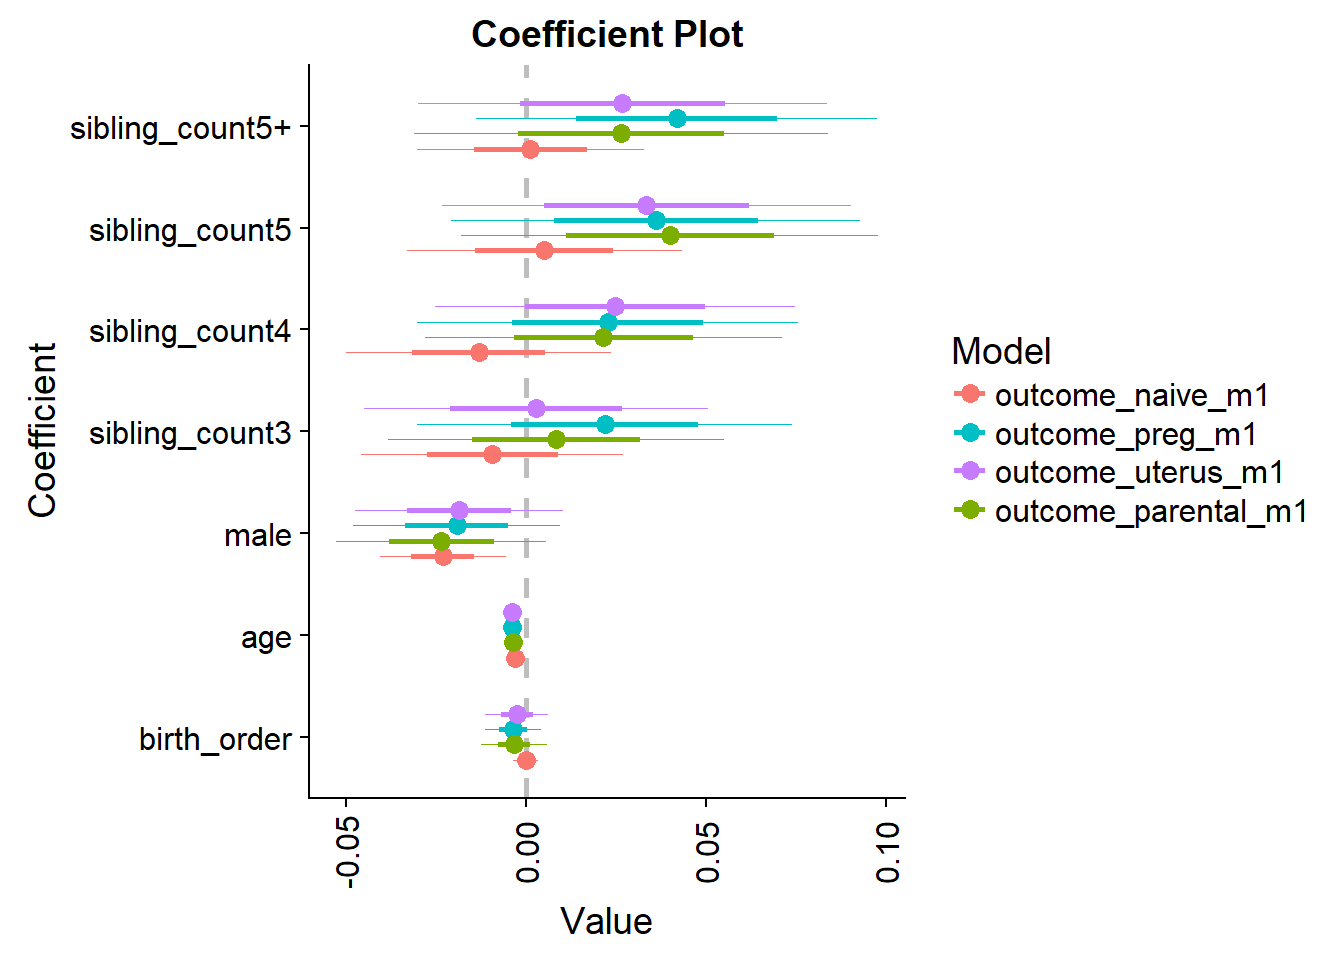 Coefficient Plot
Coefficient
sibling_count5+
sibling_count5
sibling_count4
sibling_count3
male
age
birth_order
-0.05
0.00
0.05
0.10
Value
Model
outcome_naive_m1
outcome_preg_m1
outcome_uterus_m1
outcome_parental_m1